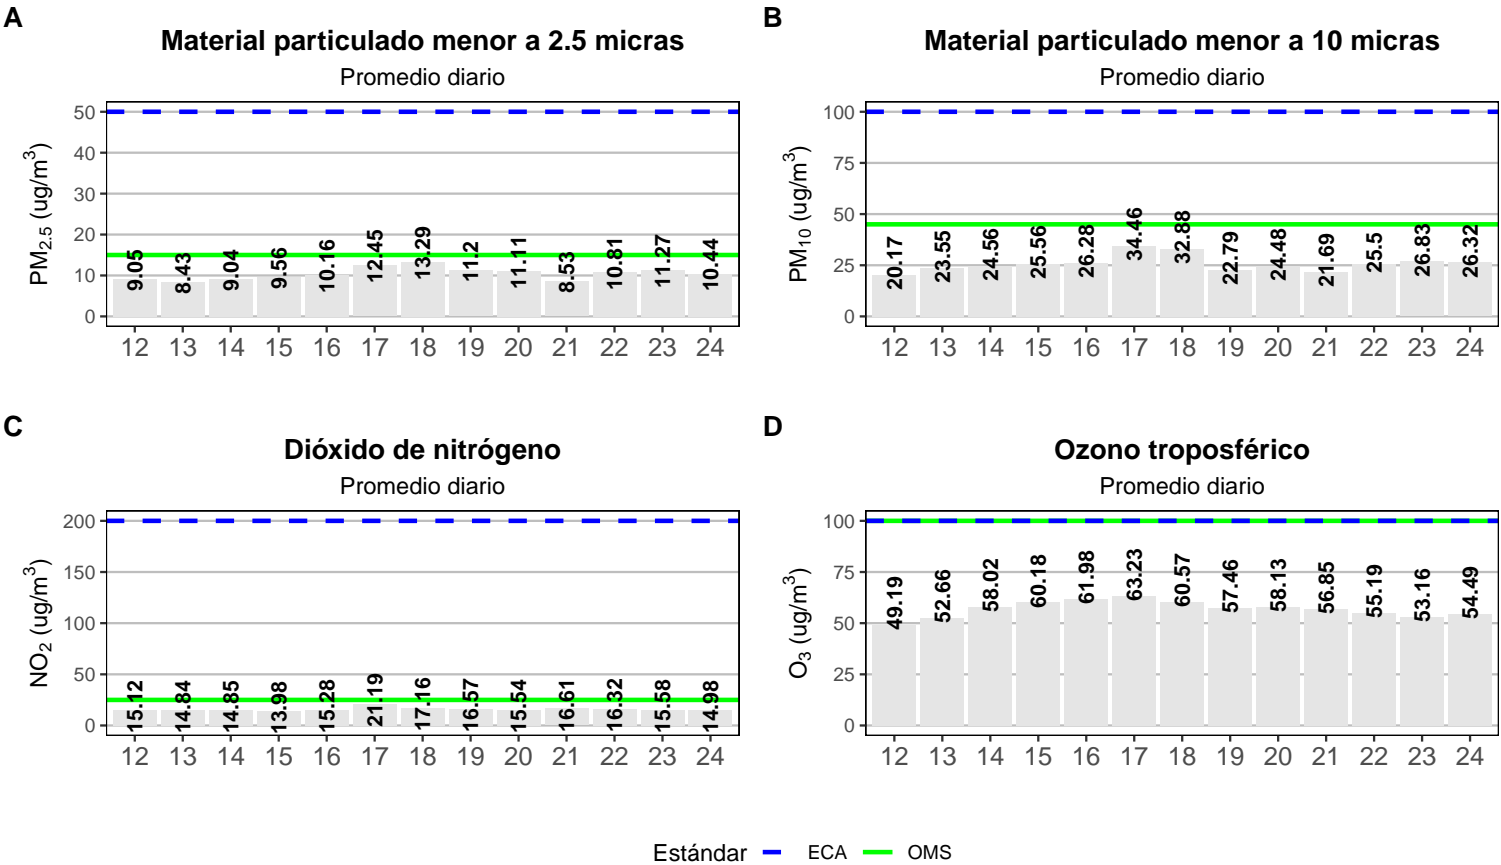 A
Material particulado menor a 2.5 micras
Promedio diario
PM2.5 (ug/m3)
50
40
30
20
10
0
9.05 8.43 9.04 9.56 10.16 12.45 13.29 11.2 11.11 8.53 10.81 11.27 10.44
12 13 14 15 16 17 18 19 20 21 22 23 24
B
Material particulado menor a 10 micras
Promedio diario
PM10 (ug/m3)
100
75
50
25
0
20.17 23.55 24.56 25.56 26.28 34.46 32.88 22.79 24.48 21.69 25.5 26.83 26.32
12 13 14 15 16 17 18 19 20 21 22 23 24
C
Dióxido de nitrógeno
Promedio diario
NO2 (ug/m3)
200
150
100
50
0
15.12 14.84 14.85 13.98 15.28 21.19 17.16 16.57 15.54 16.61 16.32 15.58 14.98
12 13 14 15 16 17 18 19 20 21 22 23 24
D
Ozono troposférico
Promedio diario
O3 (ug/m3)
100
75
50
25
0
49.19 52.66 58.02 60.18 61.98 63.23 60.57 57.46 58.13 56.85 55.19 53.16 54.49
12 13 14 15 16 17 18 19 20 21 22 23 24
Estándar ECA OMS